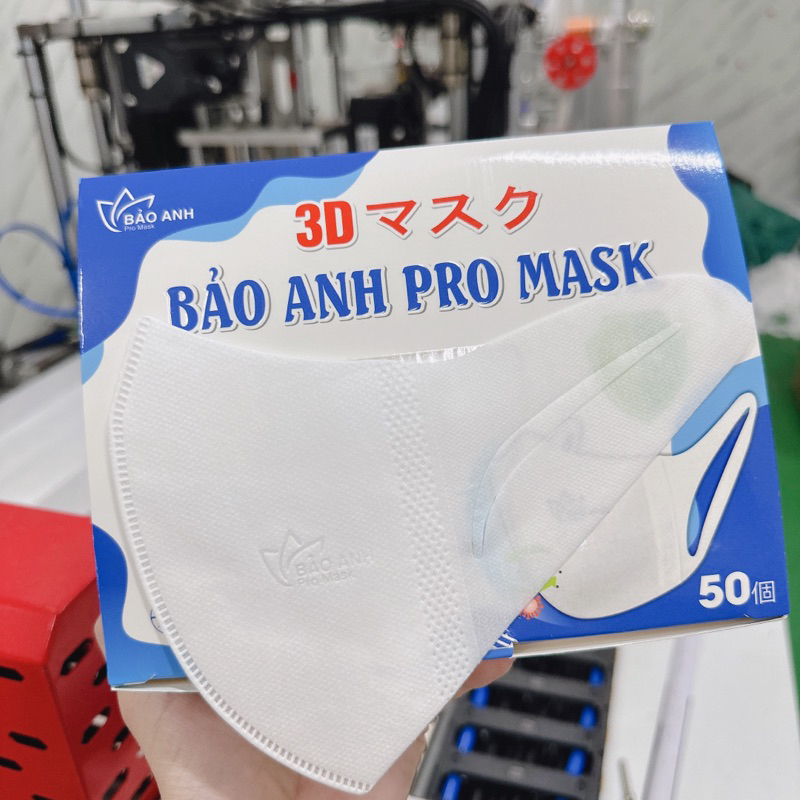 BẢO ANH
Pro Mask
3Dマスク
BẢO ANH PRO MASK
BẢO ANH
Pro Mask
50個